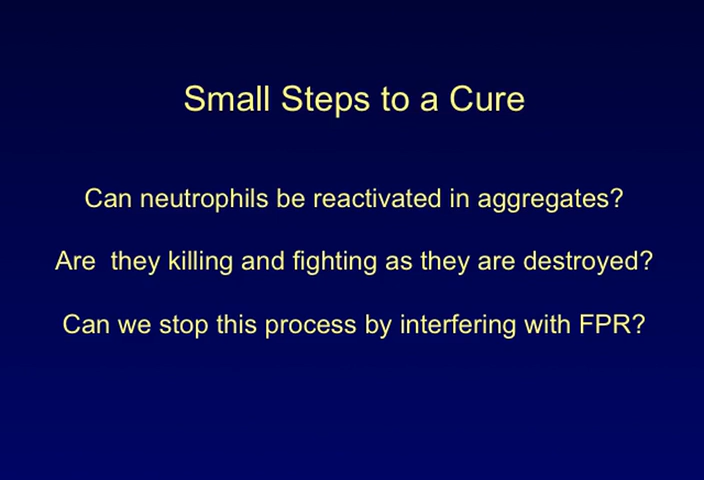 Small Steps to a Cure
Can neutrophils be reactivated in aggregates?
Are  they killing and fighting as they are destroyed?
Can we stop this process by interfering with FPR?